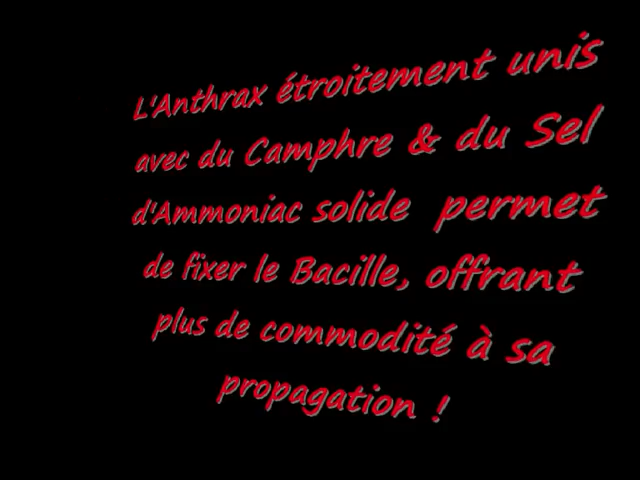 L'Anthrax étroitement unis
avec du Camphre & du Sel
d'Ammoniac solide permet
de fixer le Bacille, offrant
plus de commodité à sa
propagation !